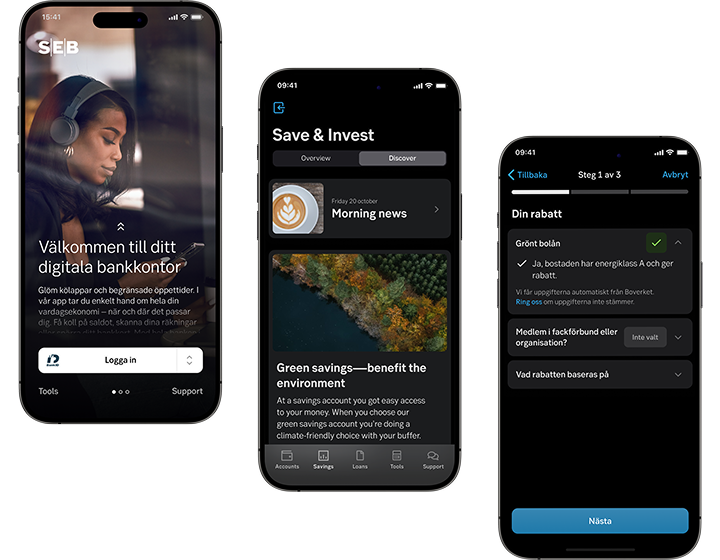 15:41
S|E|B
Välkommen till ditt
digitala bankkontor
Glöm kölappar och begränsade öppettider. I
vår app tar du enkelt hand om hela din
vardagsekonomi – när och där det passar
dig. Få koll på saldot, skanna dina räkningar
BankID
Logga in
Tools
Support
09:41
Save & Invest
Overview
Discover
Friday 20 october
Morning news
Green savings—benefit the
environment
At a savings account you got easy access
to your money. When you choose our
green savings account you're doing a
climate-friendly choice with your buffer.
Accounts
Savings
Loans
Tools
Support
09:41
Tillbaka
Steg 1 av 3
Avbryt
Din rabatt
Grönt bolån
Ja, bostaden har energiklass A och ger
rabatt.
Vi får uppgifterna automatiskt från Boverket.
Ring oss om uppgifterna inte stämmer.
Medlem i fackförbund eller
organisation?
Inte valt
Vad rabatten baseras på
Nästa